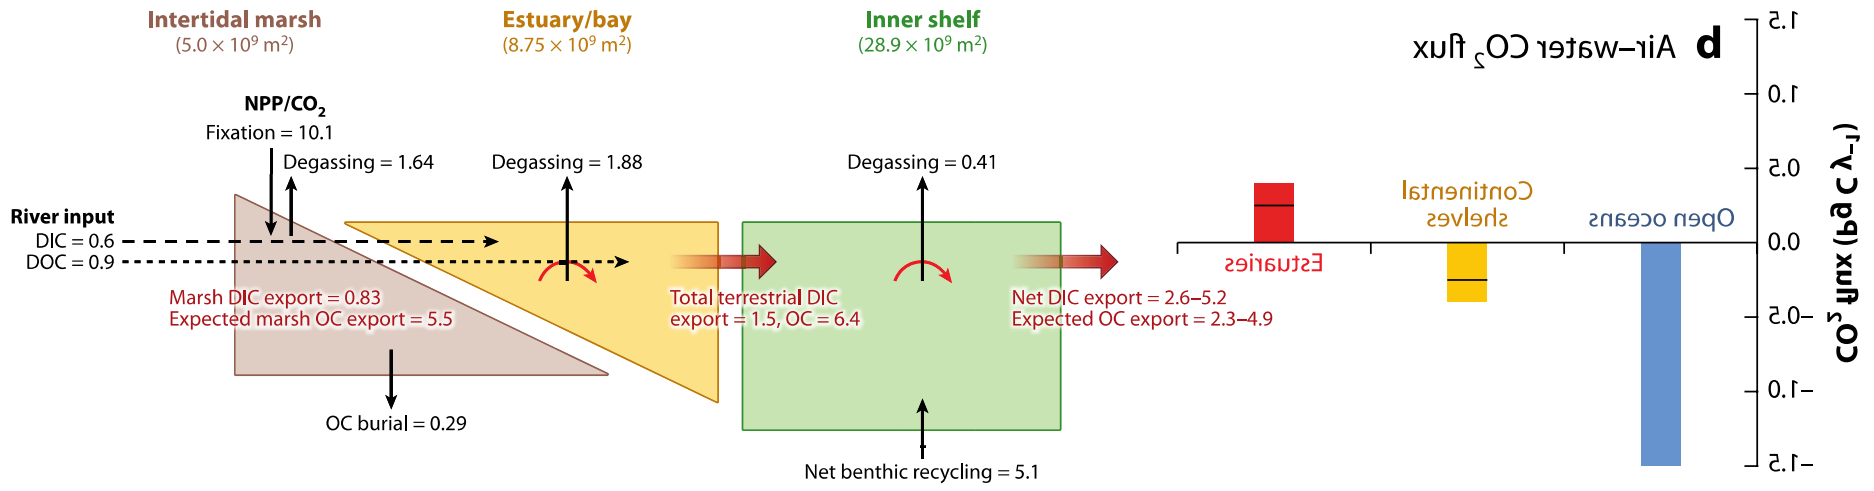 Intertidal marsh
(5.0 × 10⁹ m²)
Estuary/bay
(8.75 × 10⁹ m²)
Inner shelf
(28.9 × 10⁹ m²)
NPP/CO₂
Fixation = 10.1
Degassing = 1.64
Degassing = 1.88
Degassing = 0.41
River input
DIC = 0.6
DOC = 0.9
Marsh DIC export = 0.83
Expected marsh OC export = 5.5
Total terrestrial DIC
export = 1.5, OC = 6.4
Net DIC export = 2.6–5.2
Expected OC export = 2.3–4.9
OC burial = 0.29
Net benthic recycling = 5.1
b Air–water CO₂ flux
1.5
1.0
0.5
0.0
–0.5
–1.0
–1.5
CO₂ flux (Pg C y⁻¹)
Estuaries
Continental
shelves
Open oceans